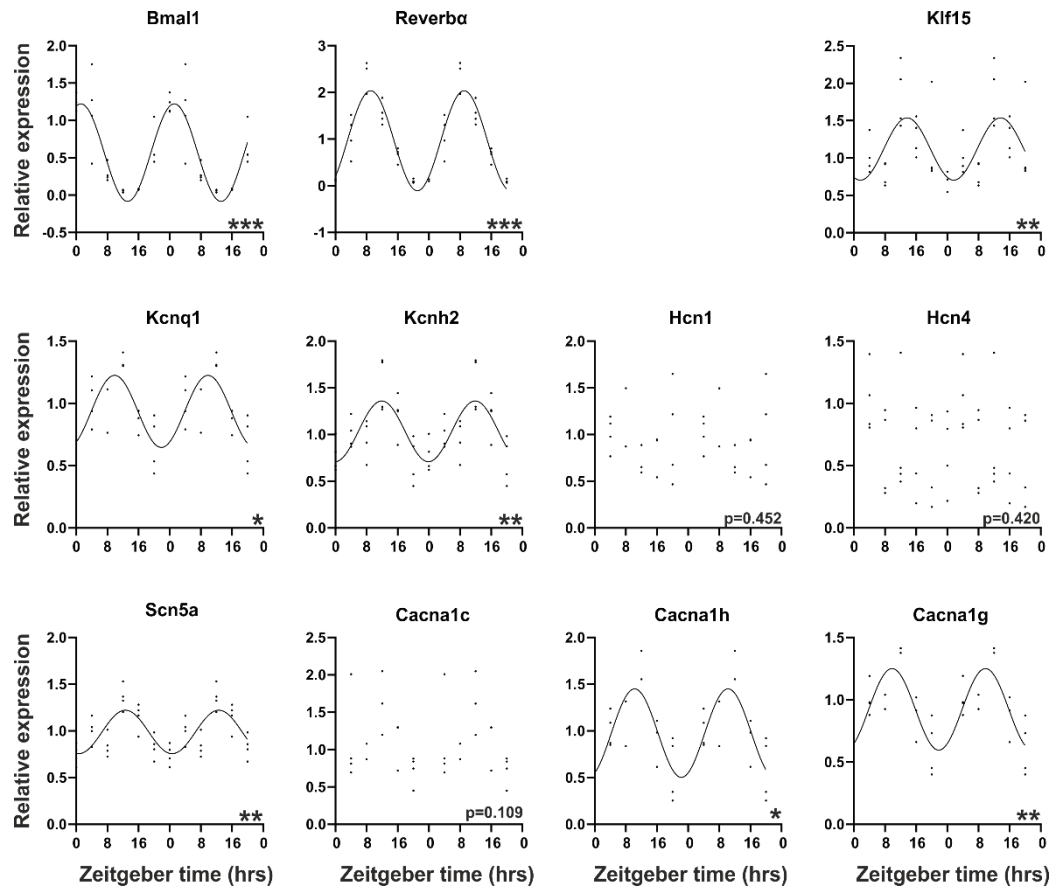 Bmal1
Reverbα
Klf15
Relative expression
2.0
1.5
1.0
0.5
0.0
-0.5
0 8 16 0 8 16 0
***
3
2
1
0
-1
0 8 16 0 8 16 0
***
2.5
2.0
1.5
1.0
0.5
0.0
0 8 16 0 8 16 0
**
Kcnq1
Kcnh2
Hcn1
Hcn4
Relative expression
1.5
1.0
0.5
0.0
0 8 16 0 8 16 0
*
2.0
1.5
1.0
0.5
0.0
0 8 16 0 8 16 0
**
2.0
1.5
1.0
0.5
0.0
p=0.452
0 8 16 0 8 16 0
1.5
1.0
0.5
0.0
p=0.420
0 8 16 0 8 16 0
Scn5a
Cacna1c
Cacna1h
Cacna1g
Relative expression
2.0
1.5
1.0
0.5
0.0
0 8 16 0 8 16 0
**
2.5
2.0
1.5
1.0
0.5
0.0
p=0.109
0 8 16 0 8 16 0
2.0
1.5
1.0
0.5
0.0
0 8 16 0 8 16 0
*
1.5
1.0
0.5
0.0
0 8 16 0 8 16 0
**
Zeitgeber time (hrs)
Zeitgeber time (hrs)
Zeitgeber time (hrs)
Zeitgeber time (hrs)